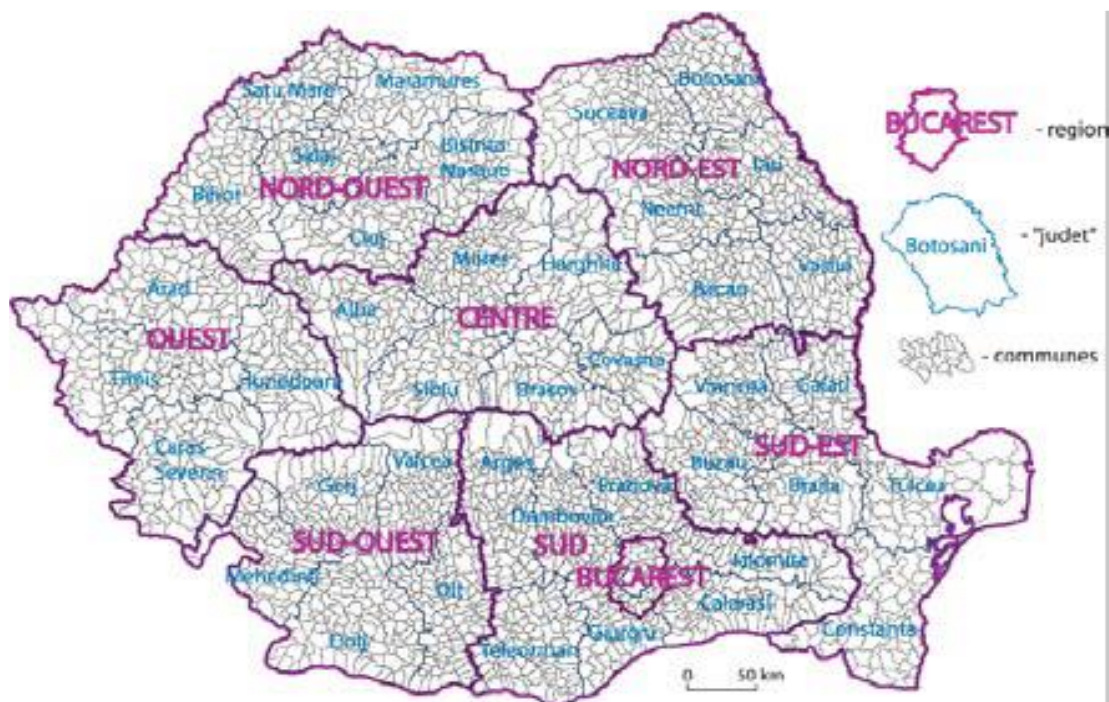 Satu Mare
Maramures
Salaj
Bistrita
Nasaud
NORD-OUEST
Bihor
Cluj
Botosani
Suceava
NORD-EST
Iasi
Neamt
Bacau
Vaslui
Arad
OUEST
Timis
Hunedoara
Caras
Severin
Mures
Harghita
Alba
CENTRE
Covasna
Sibiu
Brasov
Vrancea
Galati
SUD-EST
Buzau
Braila
Tulcea
Constanta
Valcea
Gorj
SUD-OUEST
Mehedinti
Olt
Dolj
Arges
Prahova
Dambovita
SUD
BUCAREST
Ialomita
Calarasi
Giurgiu
Teleorman
0 50 km
BUCAREST - region
Botosani - "judet"
- communes